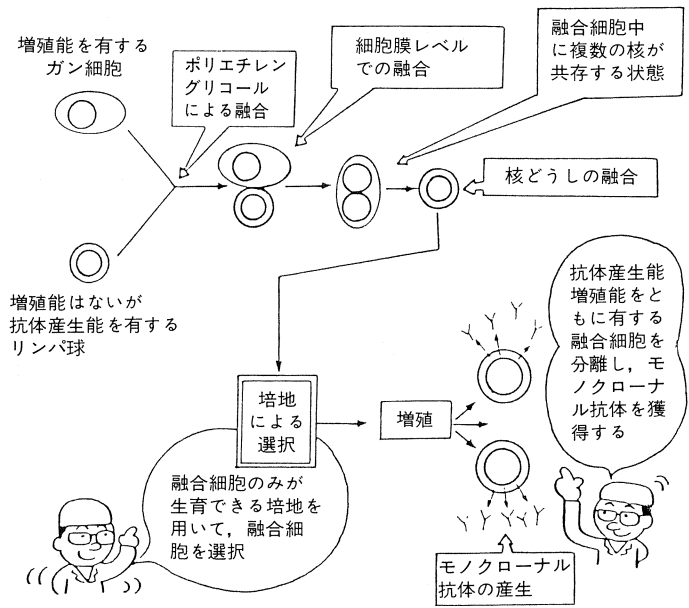 増殖能を有する
ガン細胞
ポリエチレン
グリコール
による融合
細胞膜レベル
での融合
融合細胞中
に複数の核が
共存する状態
核どうしの融合
増殖能はないが
抗体産生能を有する
リンパ球
培地
による
選択
増殖
抗体産生能
増殖能をと
もに有する
融合細胞を
分離し，モ
ノクローナ
ル抗体を獲
得する
融合細胞のみが
生育できる培地を
用いて，融合細
胞を選択
モノクローナル
抗体の産生